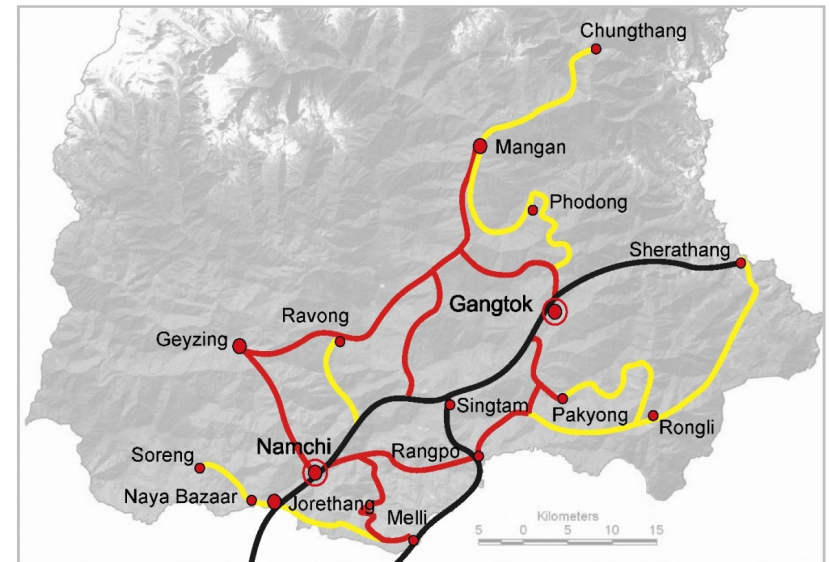 Chungthang
Mangan
Phodong
Sherathang
Gangtok
Ravong
Geyzing
Singtam
Pakyong
Rongli
Namchi
Rangpo
Soreng
Naya Bazaar
Jorethang
Melli
Kilometers
5 0 5 10 15